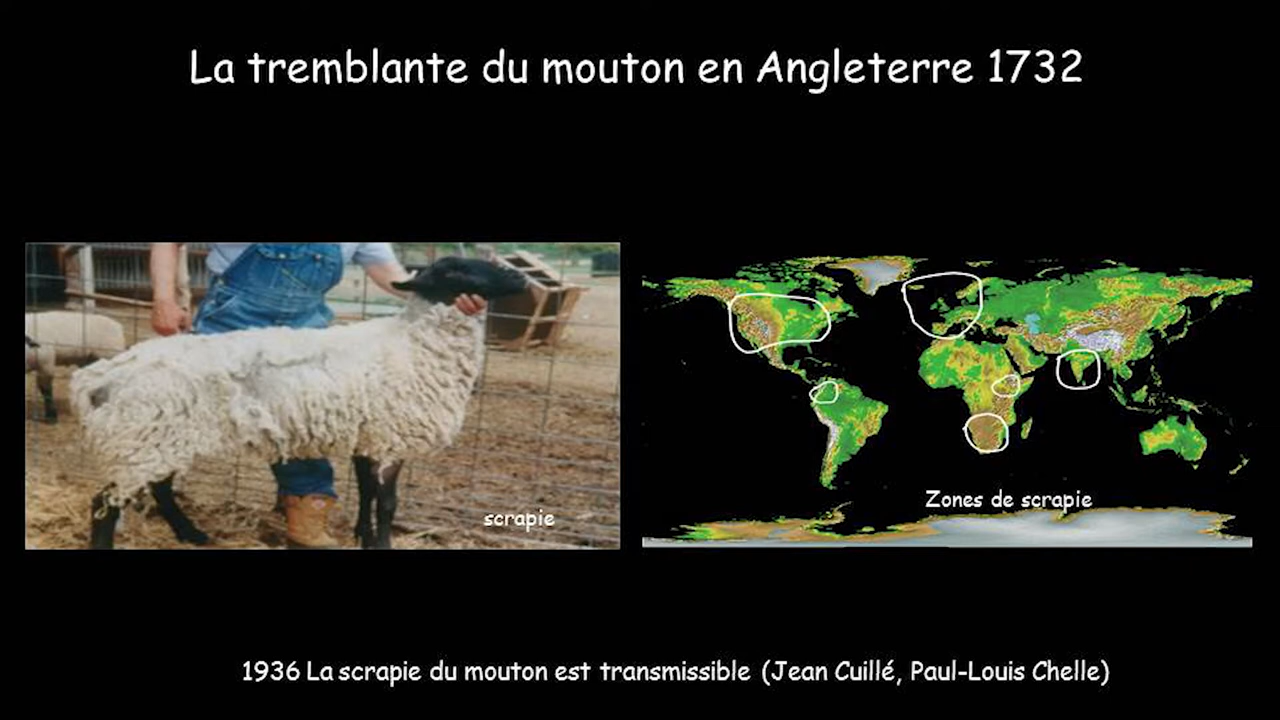 La tremblante du mouton en Angleterre 1732
scrapie
Zones de scrapie
1936 La scrapie du mouton est transmissible (Jean Cuillé, Paul-Louis Chelle)